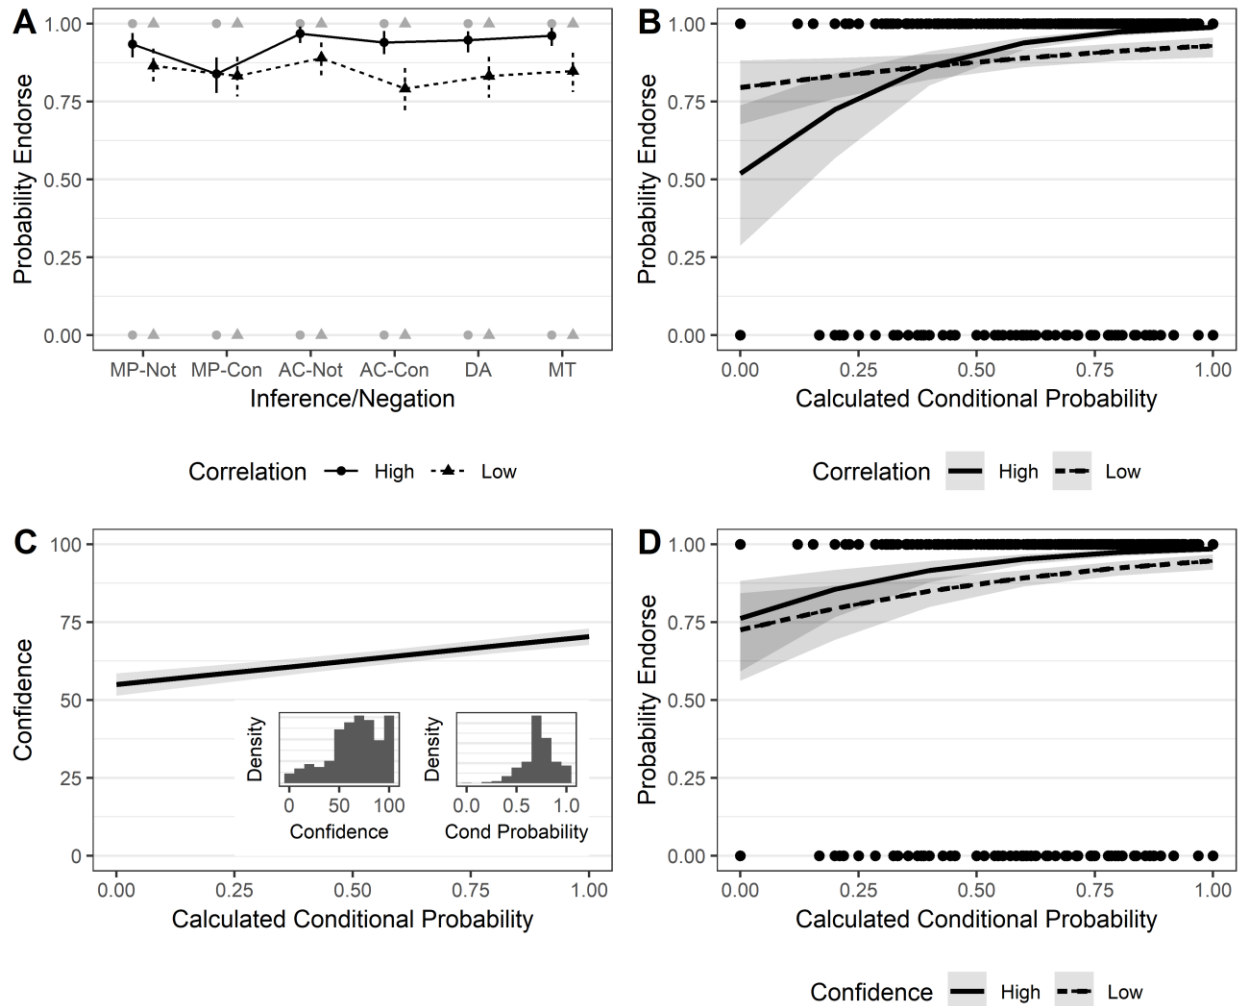 A
1.00
0.75
0.50
0.25
0.00
Probability Endorse
MP-Not MP-Con AC-Not AC-Con DA MT
Inference/Negation
Correlation High Low
B
1.00
0.75
0.50
0.25
0.00
Probability Endorse
0.00 0.25 0.50 0.75 1.00
Calculated Conditional Probability
Correlation High Low
C
100
75
50
25
0
Confidence
Density
0 50 100
Confidence
Density
0.0 0.5 1.0
Cond Probability
0.00 0.25 0.50 0.75 1.00
Calculated Conditional Probability
D
1.00
0.75
0.50
0.25
0.00
Probability Endorse
0.00 0.25 0.50 0.75 1.00
Calculated Conditional Probability
Confidence High Low